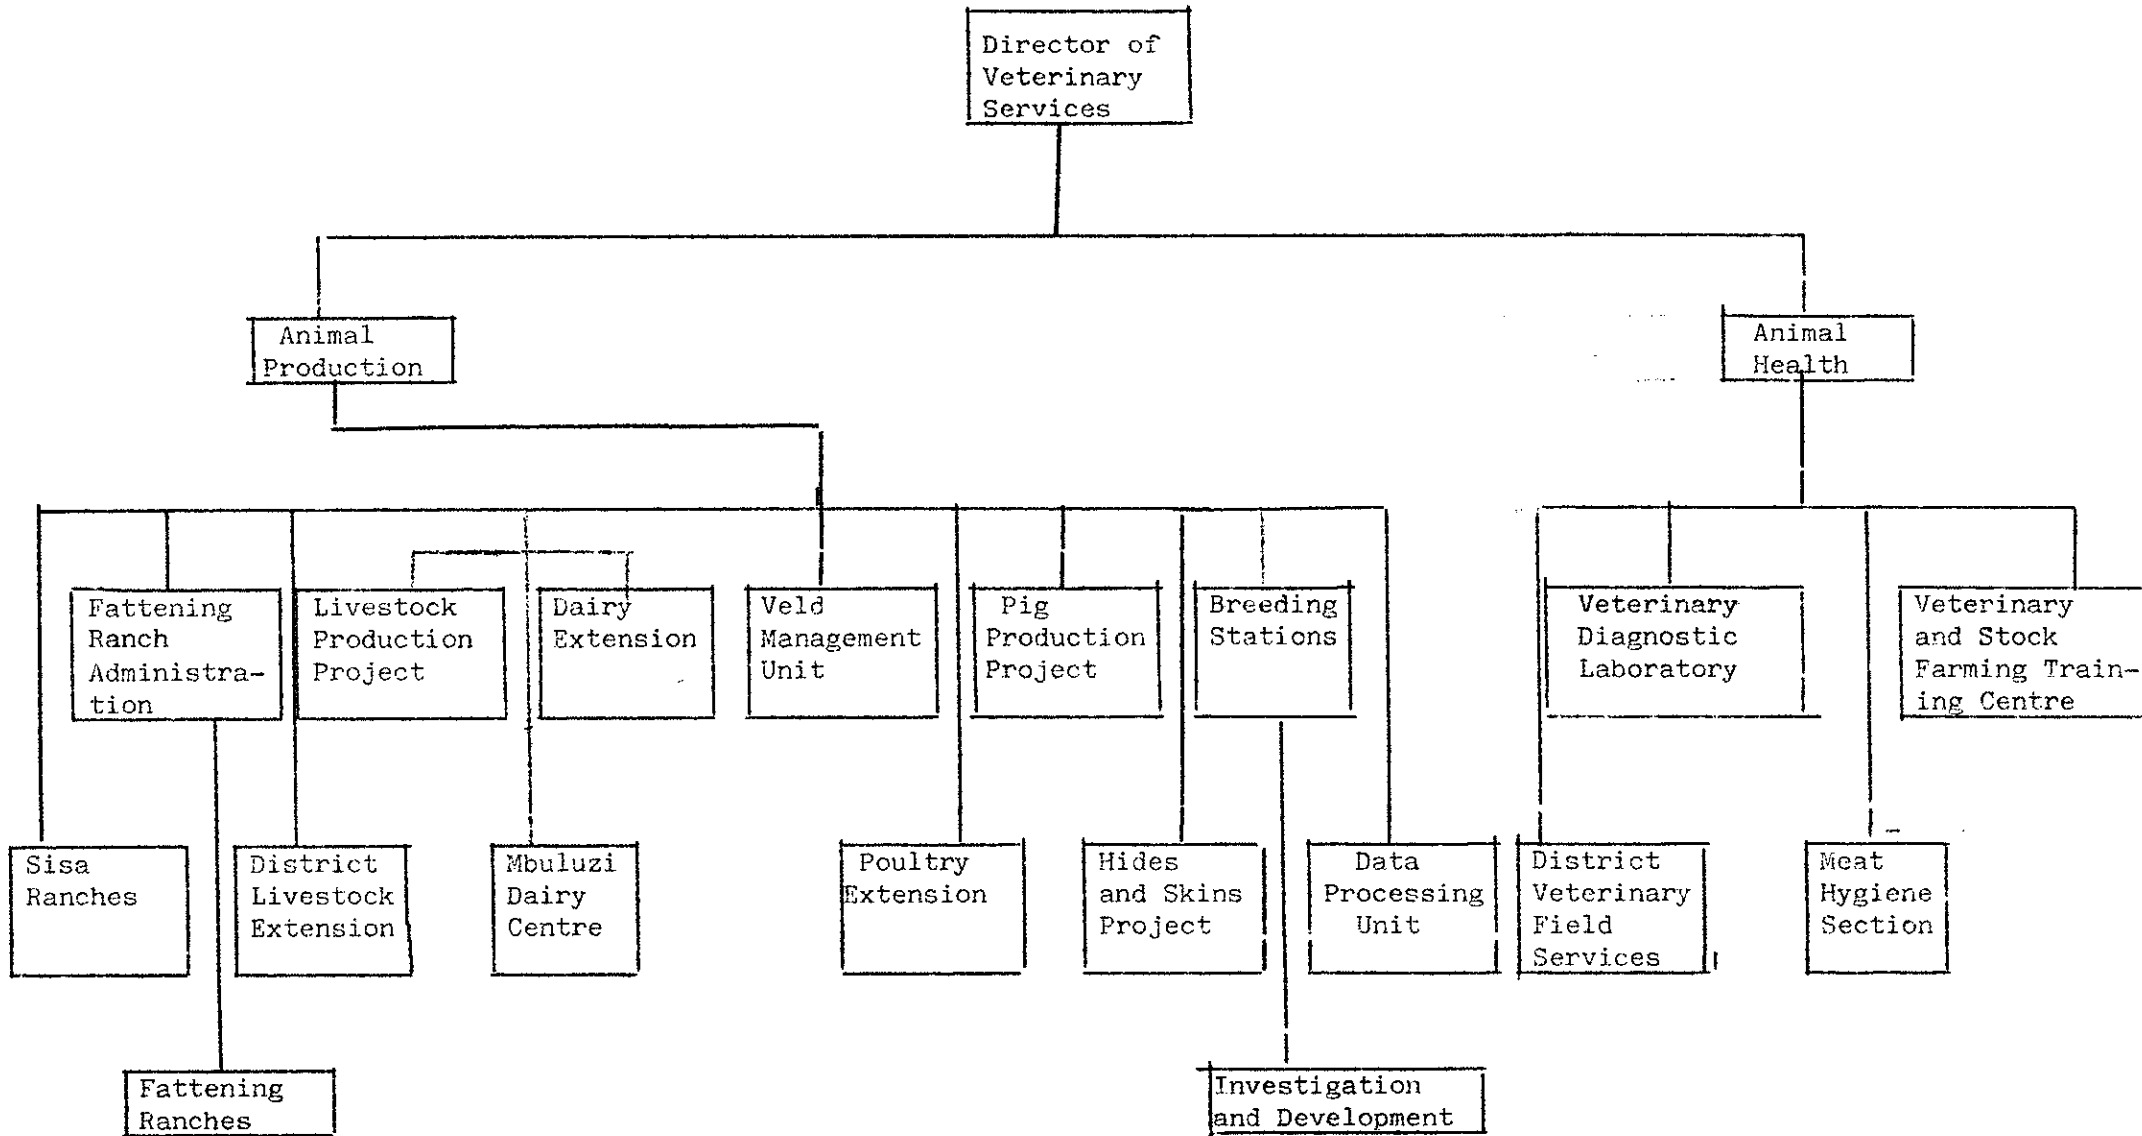 Director of
Veterinary
Services
Animal
Production
Animal
Health
Fattening
Ranch
Administra-
tion
Livestock
Production
Project
Dairy
Extension
Veld
Management
Unit
Pig
Production
Project
Breeding
Stations
Veterinary
Diagnostic
Laboratory
Veterinary
and Stock
Farming Train-
ing Centre
Sisa
Ranches
District
Livestock
Extension
Mbuluzi
Dairy
Centre
Poultry
Extension
Hides
and Skins
Project
Data
Processing
Unit
District
Veterinary
Field
Services
Meat
Hygiene
Section
Fattening
Ranches
Investigation
and Development